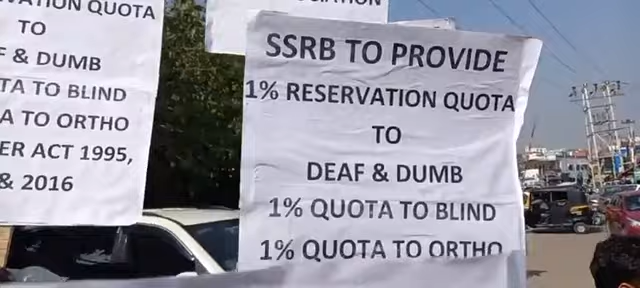 VATION QUOTA
TO
F & DUMB
TA TO BLIND
A TO ORTHO
ER ACT 1995,
& 2016
SSRB TO PROVIDE
1% RESERVATION QUOTA
TO
DEAF & DUMB
1% QUOTA TO BLIND
1% QUOTA TO ORTHO